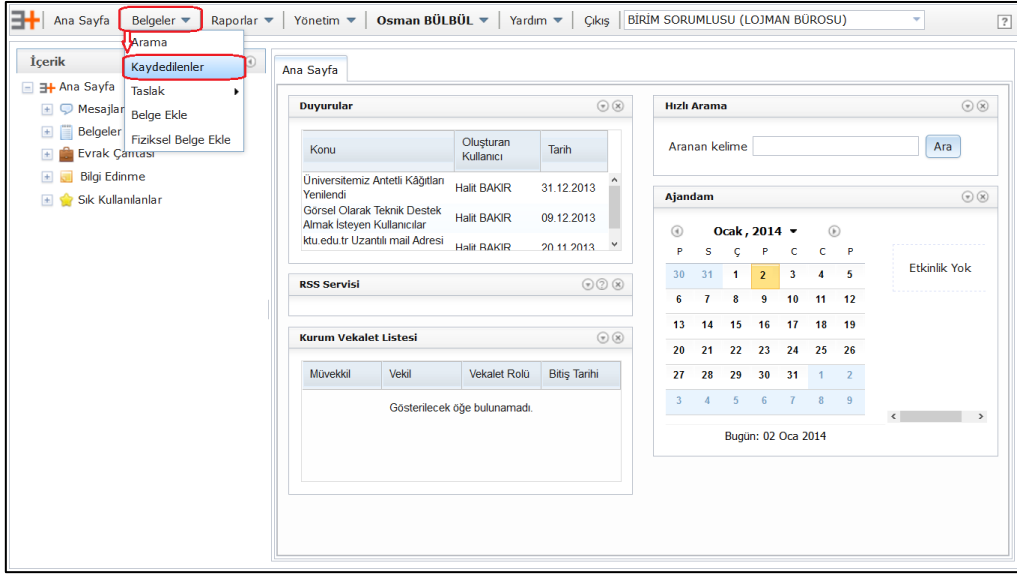 Ana Sayfa Belgeler Raporlar Yönetim Osman BÜLBÜL Yardım Çıkış BİRİM SORUMLUSU (LOJMAN BÜROSU) ?
Arama
Kaydedilenler
Taslak
Belge Ekle
Fiziksel Belge Ekle
İçerik
Ana Sayfa
Mesajlar
Belgeler
Evrak Çantası
Bilgi Edinme
Sık Kullanılanlar
Ana Sayfa
Duyurular
Konu Oluşturan Kullanıcı Tarih
Üniversitemiz Antetli Kâğıtları Yenilendi Halit BAKIR 31.12.2013
Görsel Olarak Teknik Destek Almak İsteyen Kullanıcılar Halit BAKIR 09.12.2013
ktu.edu.tr Uzantılı mail Adresi Halit BAKIR 20.11.2013
RSS Servisi
Kurum Vekalet Listesi
Müvekkil Vekil Vekalet Rolü Bitiş Tarihi
Gösterilecek öğe bulunamadı.
Hızlı Arama
Aranan kelime Ara
Ajandam
Ocak , 2014
P S Ç P C C P
30 31 1 2 3 4 5
6 7 8 9 10 11 12
13 14 15 16 17 18 19
20 21 22 23 24 25 26
27 28 29 30 31 1 2
3 4 5 6 7 8 9
Bugün: 02 Oca 2014
Etkinlik Yok